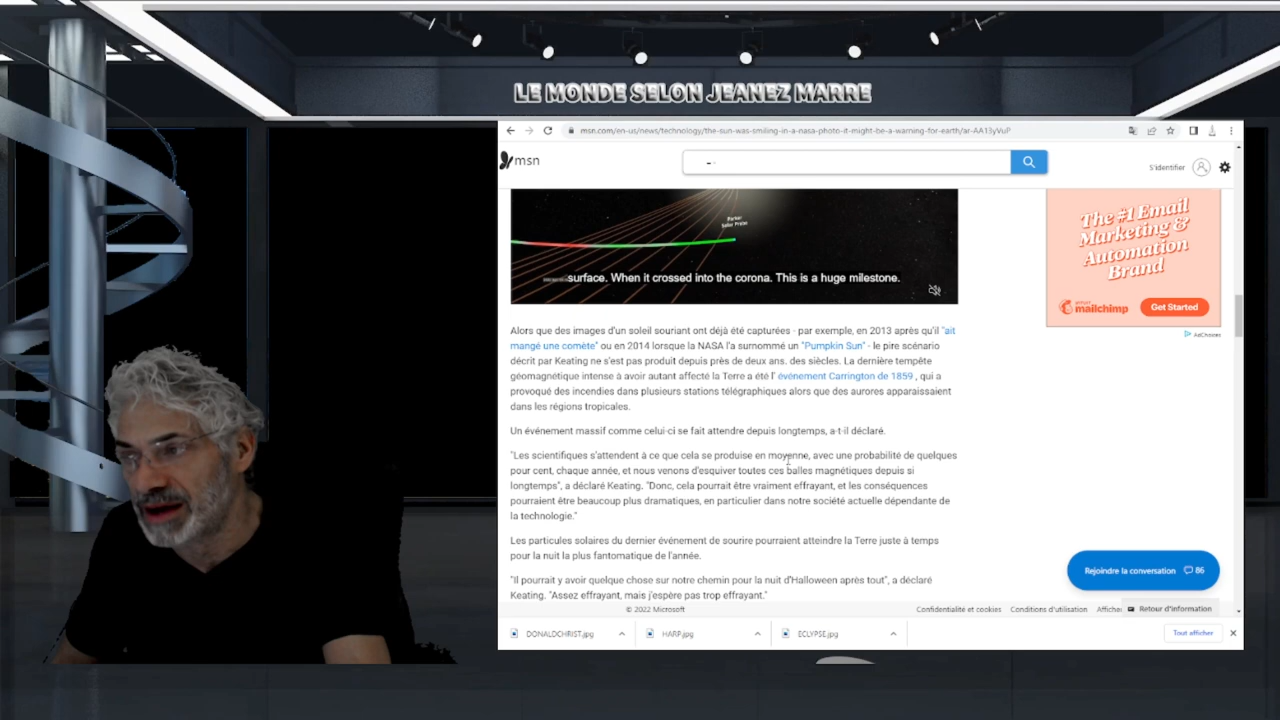 LE MONDE SELON JEANEZ MARRE
msn.com/en-us/news/technology/the-sun-was-smiling-in-a-nasa-photo-it-might-be-a-warning-for-earth/ar-AA13yVuP
msn
S'identifier
Parker
Solar Probe
surface. When it crossed into the corona. This is a huge milestone.
The #1 Email
Marketing &
Automation
Brand
INTUIT
mailchimp
Get Started
AdChoices
Alors que des images d'un soleil souriant ont déjà été capturées - par exemple, en 2013 après qu'il "ait
mangé une comète" ou en 2014 lorsque la NASA l'a surnommé un "Pumpkin Sun" - le pire scénario
décrit par Keating ne s'est pas produit depuis près de deux ans. des siècles. La dernière tempête
géomagnétique intense à avoir autant affecté la Terre a été l' événement Carrington de 1859 , qui a
provoqué des incendies dans plusieurs stations télégraphiques alors que des aurores apparaissaient
dans les régions tropicales.
Un événement massif comme celui-ci se fait attendre depuis longtemps, a-t-il déclaré.
"Les scientifiques s'attendent à ce que cela se produise en moyenne, avec une probabilité de quelques
pour cent, chaque année, et nous venons d'esquiver toutes ces balles magnétiques depuis si
longtemps", a déclaré Keating. "Donc, cela pourrait être vraiment effrayant, et les conséquences
pourraient être beaucoup plus dramatiques, en particulier dans notre société actuelle dépendante de
la technologie."
Les particules solaires du dernier événement de sourire pourraient atteindre la Terre juste à temps
pour la nuit la plus fantomatique de l'année.
"Il pourrait y avoir quelque chose sur notre chemin pour la nuit d'Halloween après tout", a déclaré
Keating. "Assez effrayant, mais j'espère pas trop effrayant."
Rejoindre la conversation 86
© 2022 Microsoft
Confidentialité et cookies
Conditions d'utilisation
Affiche
Retour d'information
DONALDCHRIST.jpg
HARP.jpg
ECLYPSE.jpg
Tout afficher